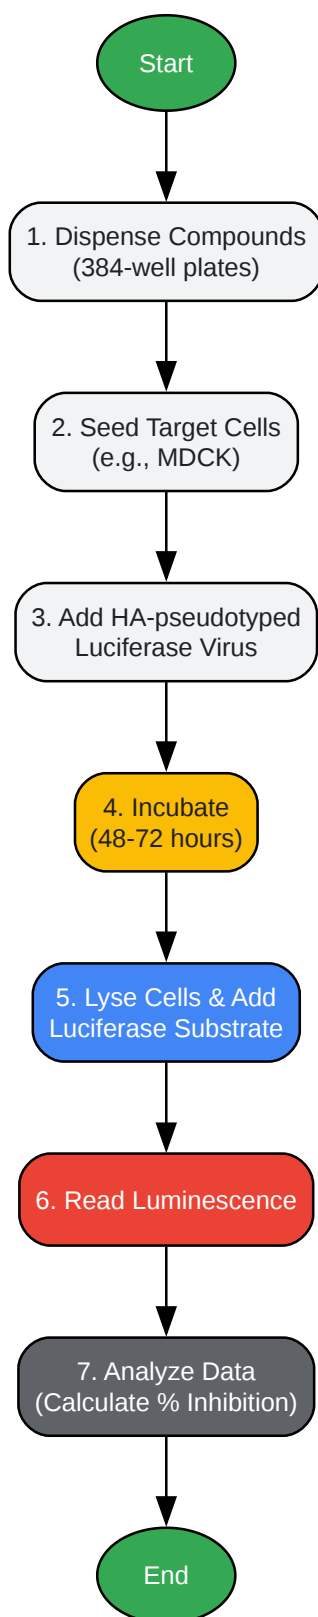 Start
1. Dispense Compounds
(384-well plates)
2. Seed Target Cells
(e.g., MDCK)
3. Add HA-pseudotyped
Luciferase Virus
4. Incubate
(48-72 hours)
5. Lyse Cells & Add
Luciferase Substrate
6. Read Luminescence
7. Analyze Data
(Calculate % Inhibition)
End